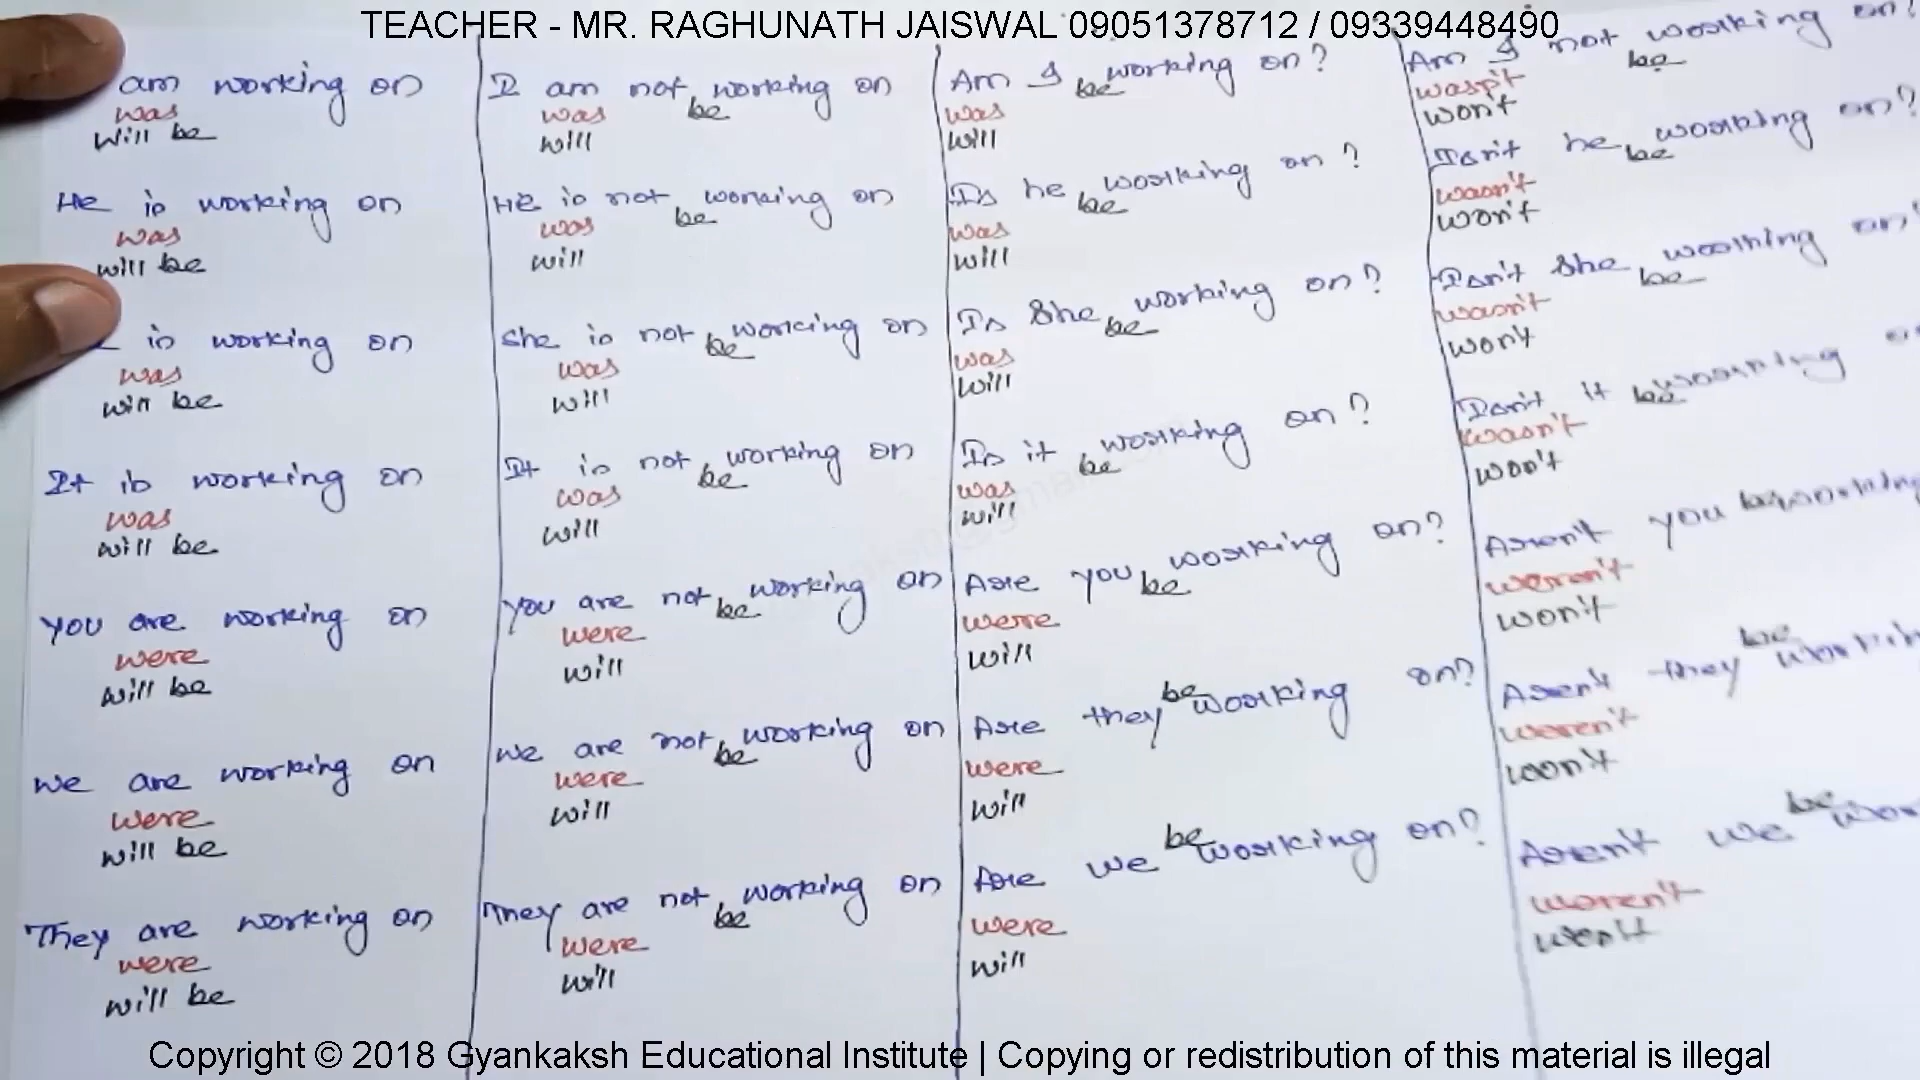 TEACHER - MR. RAGHUNATH JAISWAL 09051378712 / 09339448490
am working on
was
will be
He is working on
was
will be
is working on
was
will be
It is working on
was
will be
You are working on
were
will be
We are working on
were
will be
They are working on
were
will be
I am not be working on
was
will
He is not be working on
was
will
She is not be working on
was
will
It is not be working on
was
will
You are not be working on
were
will
We are not be working on
were
will
They are not be working on
were
will
Am I be working on?
was
will
Is he be working on?
was
will
Is She be working on?
was
will
Is it be working on?
was
will
Are you be working on?
were
will
Are they be working on?
were
will
Are we be working on?
were
will
Am I not be working on?
wasn't
won't
Isn't he be working on?
wasn't
won't
Isn't She be working on?
wasn't
won't
Isn't it be working
wasn't
won't
Aren't you be working
weren't
won't
Aren't they be
weren't
won't
Aren't we be
weren't
won't
Copyright © 2018 Gyankaksh Educational Institute | Copying or redistribution of this material is illegal